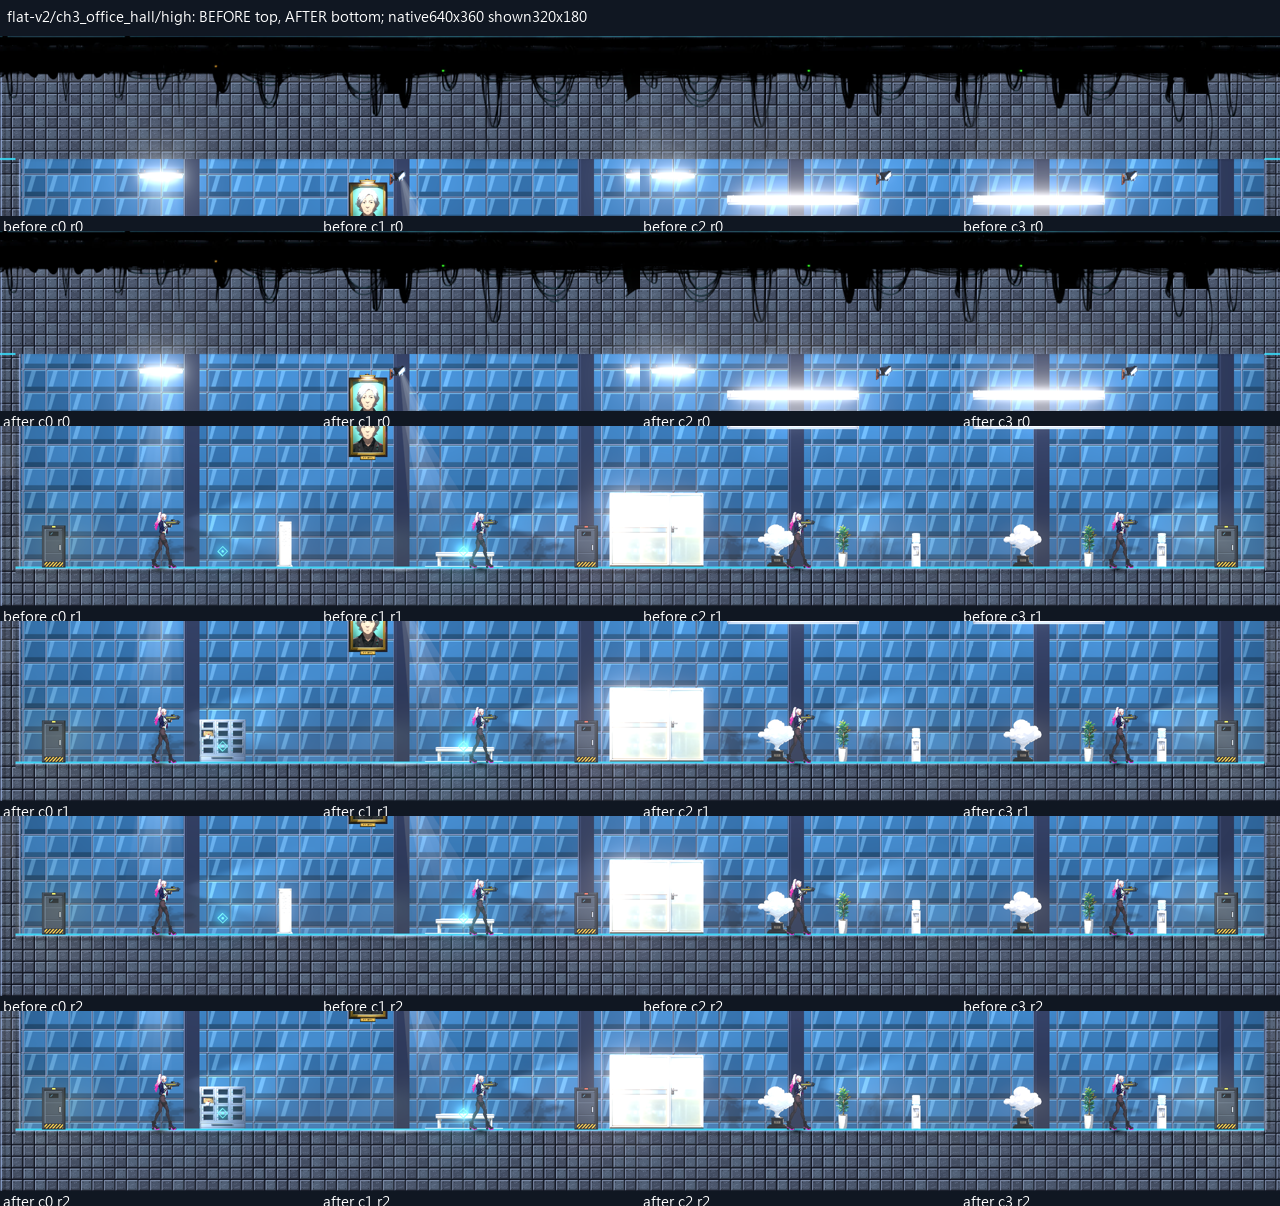 flat-v2/ch3_office_hall/high: BEFORE top, AFTER bottom; native640x360 shown320x180
before c0 r0 before c1 r0 before c2 r0 before c3 r0
after c0 r0 after c1 r0 after c2 r0 after c3 r0
before c0 r1 before c1 r1 before c2 r1 before c3 r1
after c0 r1 after c1 r1 after c2 r1 after c3 r1
before c0 r2 before c1 r2 before c2 r2 before c3 r2
after c0 r2 after c1 r2 after c2 r2 after c3 r2